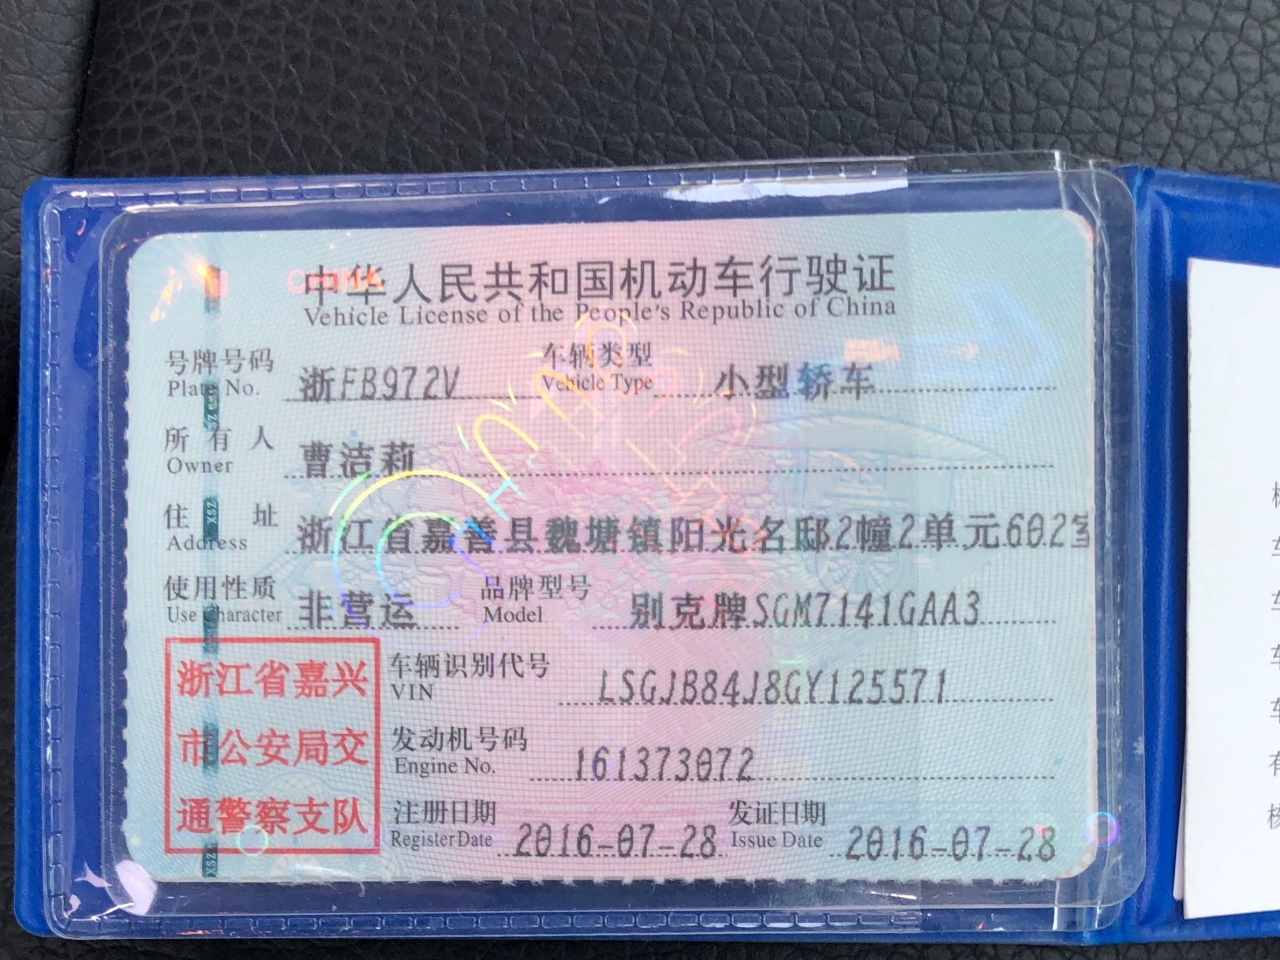 中华人民共和国机动车行驶证
Vehicle License of the People's Republic of China
号牌号码 浙FB972V 车辆类型 小型轿车
Plate No. Vehicle Type
所有人 曹洁莉
Owner
住址 浙江省嘉善县魏塘镇阳光名邸2幢2单元602室
Address
使用性质 非营运 品牌型号 别克牌SGM7141GAA3
Use Character Model
浙江省嘉兴
市公安局交
通警察支队
车辆识别代号 LSGJB84J8GY125571
VIN
发动机号码 161373072
Engine No.
注册日期 2016-07-28 发证日期 2016-07-28
Register Date Issue Date